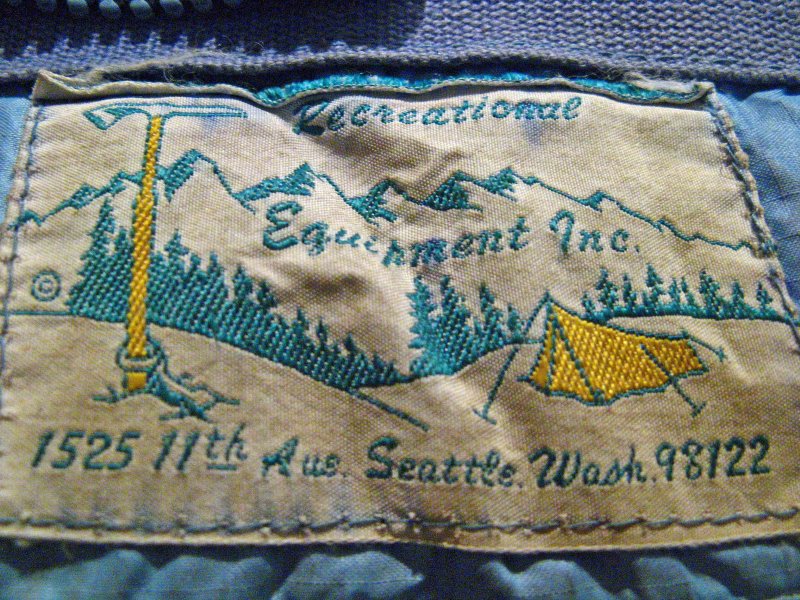 Recreational
Equipment Inc.
©
1525 11th Ave. Seattle, Wash. 98122